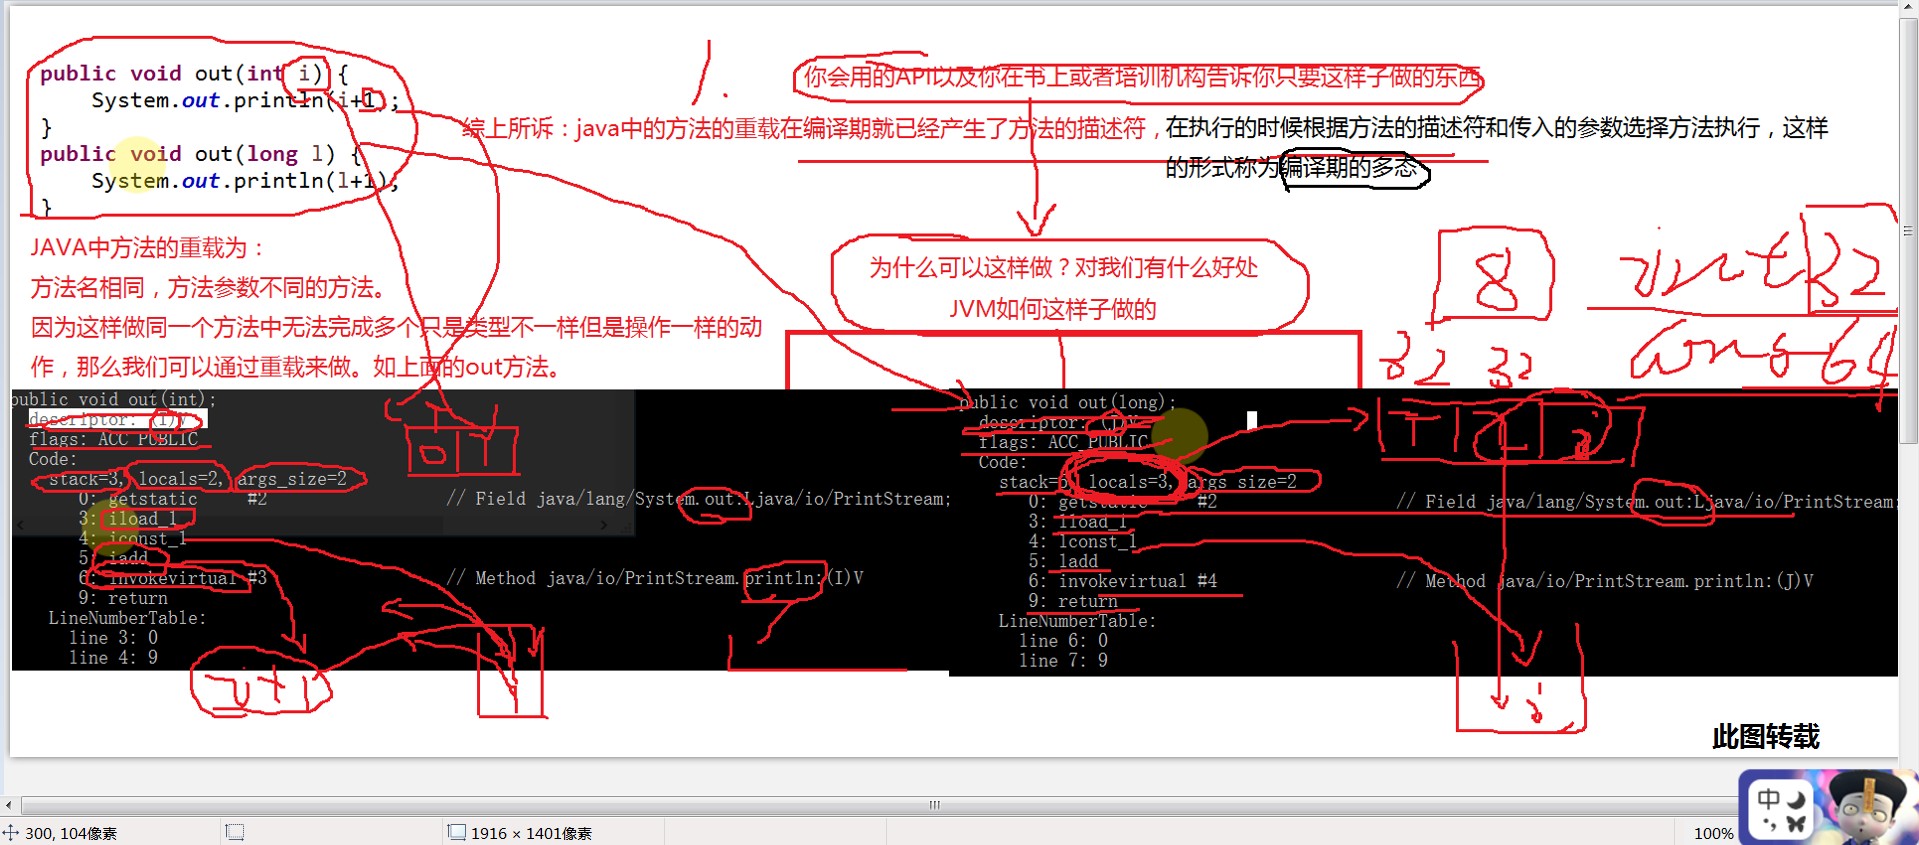 public void out(int i) {
System.out.println(i+1);
}
public void out(long l) {
System.out.println(l+1);
}
你会用的API以及你在书上或者培训机构告诉你只要这样子做的东西
综上所诉：java中的方法的重载在编译期就已经产生了方法的描述符，在执行的时候根据方法的描述符和传入的参数选择方法执行，这样
的形式称为编译期的多态
JAVA中方法的重载为：
方法名相同，方法参数不同的方法。
因为这样做同一个方法中无法完成多个只是类型不一样但是操作一样的动
作，那么我们可以通过重载来做。如上面的out方法。
为什么可以这样做？对我们有什么好处
JVM如何这样子做的
8
32 32
int 32
long 64
public void out(int);
descriptor: (I)V
flags: ACC_PUBLIC
Code:
stack=3, locals=2, args_size=2
0: getstatic #2 // Field java/lang/System.out:Ljava/io/PrintStream;
3: iload_1
4: iconst_1
5: iadd
6: invokevirtual #3 // Method java/io/PrintStream.println:(I)V
9: return
LineNumberTable:
line 3: 0
line 4: 9
public void out(long);
descriptor: (J)V
flags: ACC_PUBLIC
Code:
stack=5, locals=3, args_size=2
0: getstatic #2 // Field java/lang/System.out:Ljava/io/PrintStream;
3: lload_1
4: lconst_1
5: ladd
6: invokevirtual #4 // Method java/io/PrintStream.println:(J)V
9: return
LineNumberTable:
line 6: 0
line 7: 9
此图转载
300, 104像素
1916 × 1401像素
100%
中